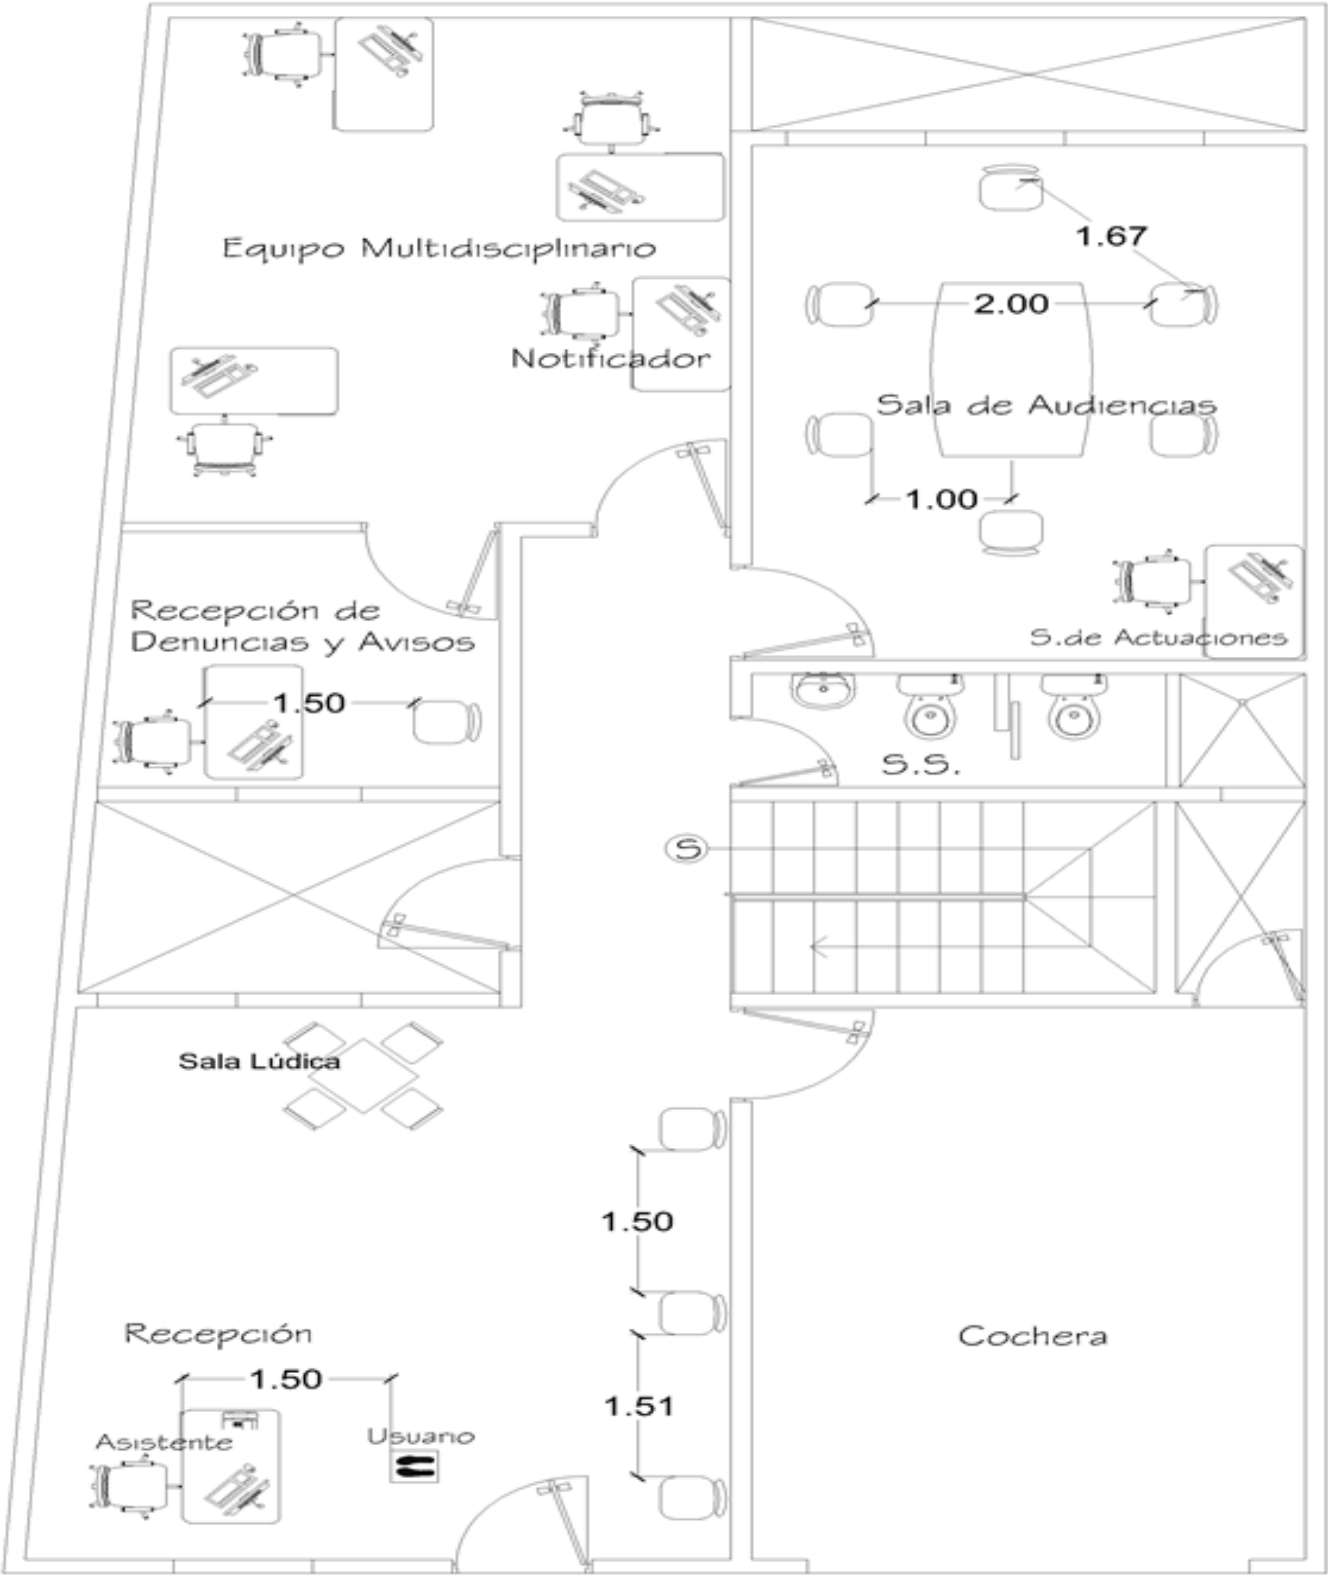 1.67
Equipo Multidisciplinario
2.00
Notificador
Sala de Audiencias
1.00
Recepción de
Denuncias y Avisos
S.de Actuaciones
1.50
S.S.
S
Sala Lúdica
1.50
Recepción
Cochera
1.50
1.51
Asistente
Usuario